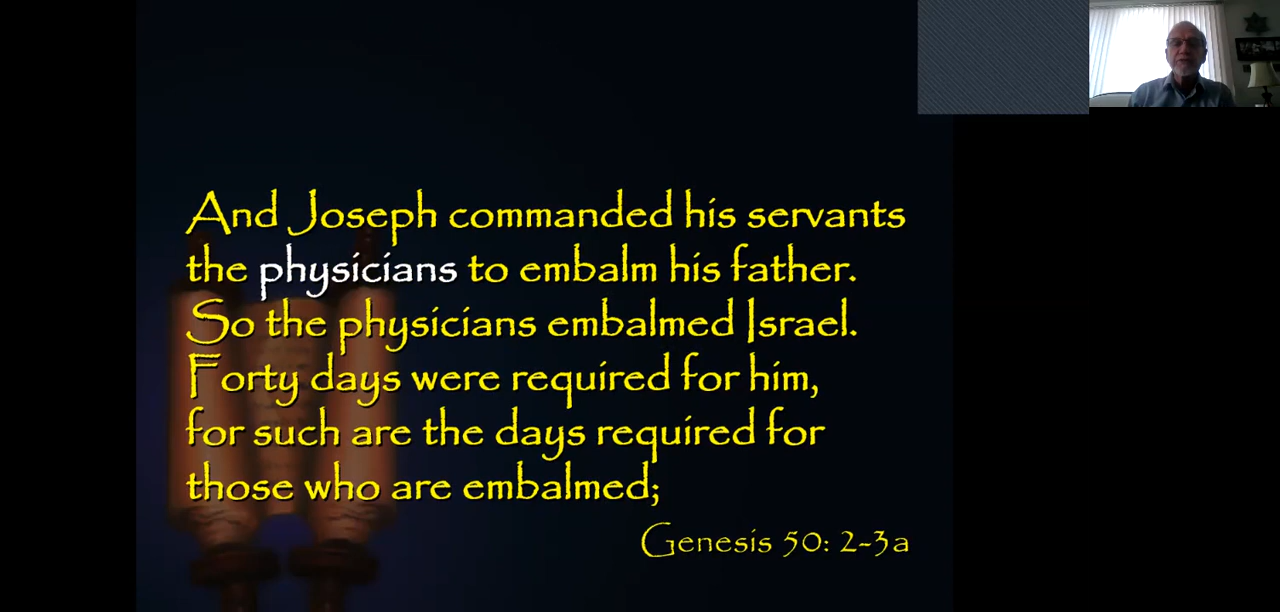 And Joseph commanded his servants
the physicians to embalm his father.
So the physicians embalmed Israel.
Forty days were required for him,
for such are the days required for
those who are embalmed;
Genesis 50: 2-3a